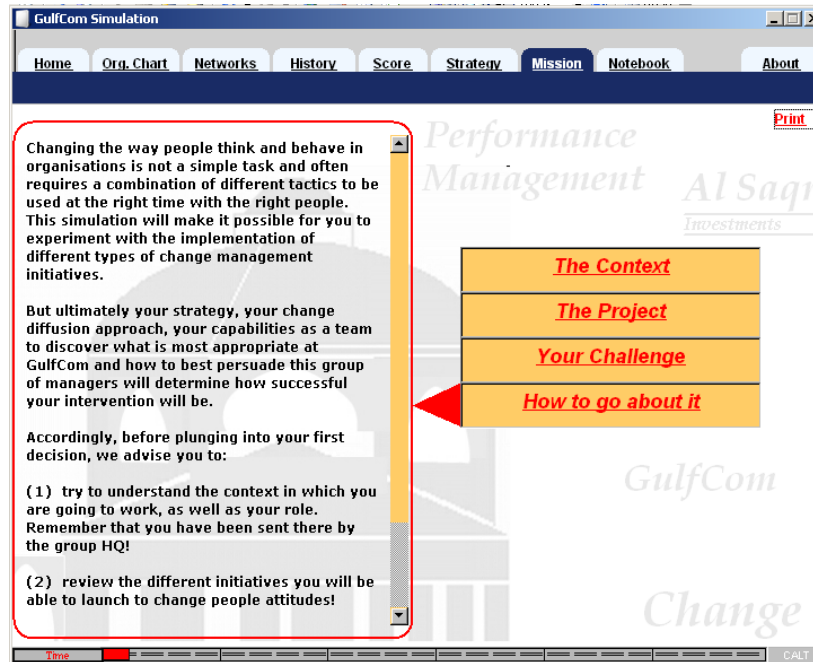 GulfCom Simulation
Home Org. Chart Networks History Score Strategy Mission Notebook About
Print
Performance
Management
Al Saqr
Investments
Changing the way people think and behave in
organisations is not a simple task and often
requires a combination of different tactics to be
used at the right time with the right people.
This simulation will make it possible for you to
experiment with the implementation of
different types of change management
initiatives.
But ultimately your strategy, your change
diffusion approach, your capabilities as a team
to discover what is most appropriate at
GulfCom and how to best persuade this group
of managers will determine how successful
your intervention will be.
Accordingly, before plunging into your first
decision, we advise you to:
(1) try to understand the context in which you
are going to work, as well as your role.
Remember that you have been sent there by
the group HQ!
(2) review the different initiatives you will be
able to launch to change people attitudes!
The Context
The Project
Your Challenge
How to go about it
GulfCom
Change
Time
CALT